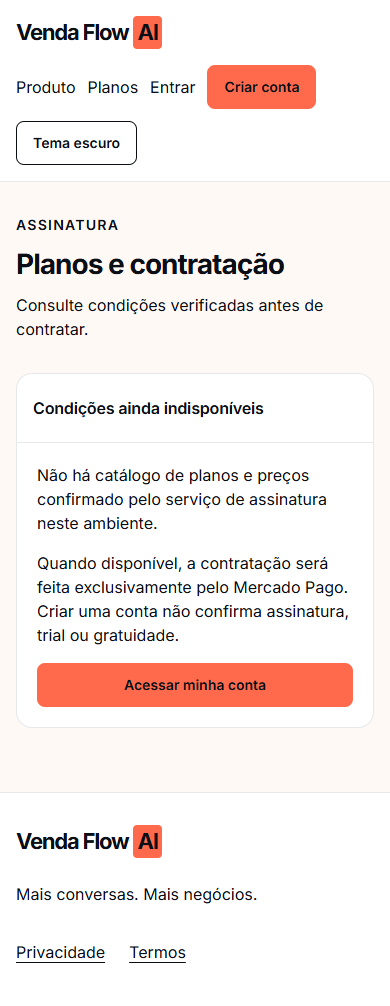 Venda Flow AI
Produto Planos Entrar Criar conta
Tema escuro
ASSINATURA
Planos e contratação
Consulte condições verificadas antes de
contratar.
Condições ainda indisponíveis
Não há catálogo de planos e preços
confirmado pelo serviço de assinatura
neste ambiente.
Quando disponível, a contratação será
feita exclusivamente pelo Mercado Pago.
Criar uma conta não confirma assinatura,
trial ou gratuidade.
Acessar minha conta
Venda Flow AI
Mais conversas. Mais negócios.
Privacidade Termos